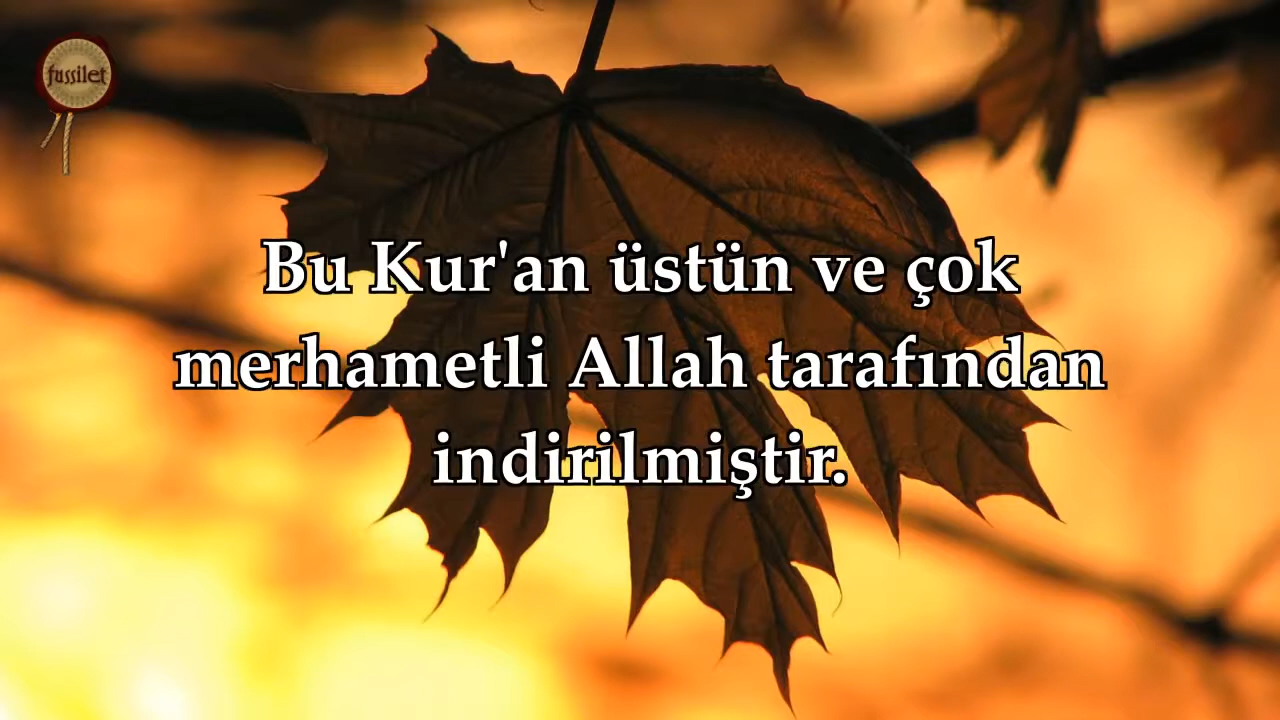 fussilet
Bu Kur'an üstün ve çok
merhametli Allah tarafından
indirilmiştir.